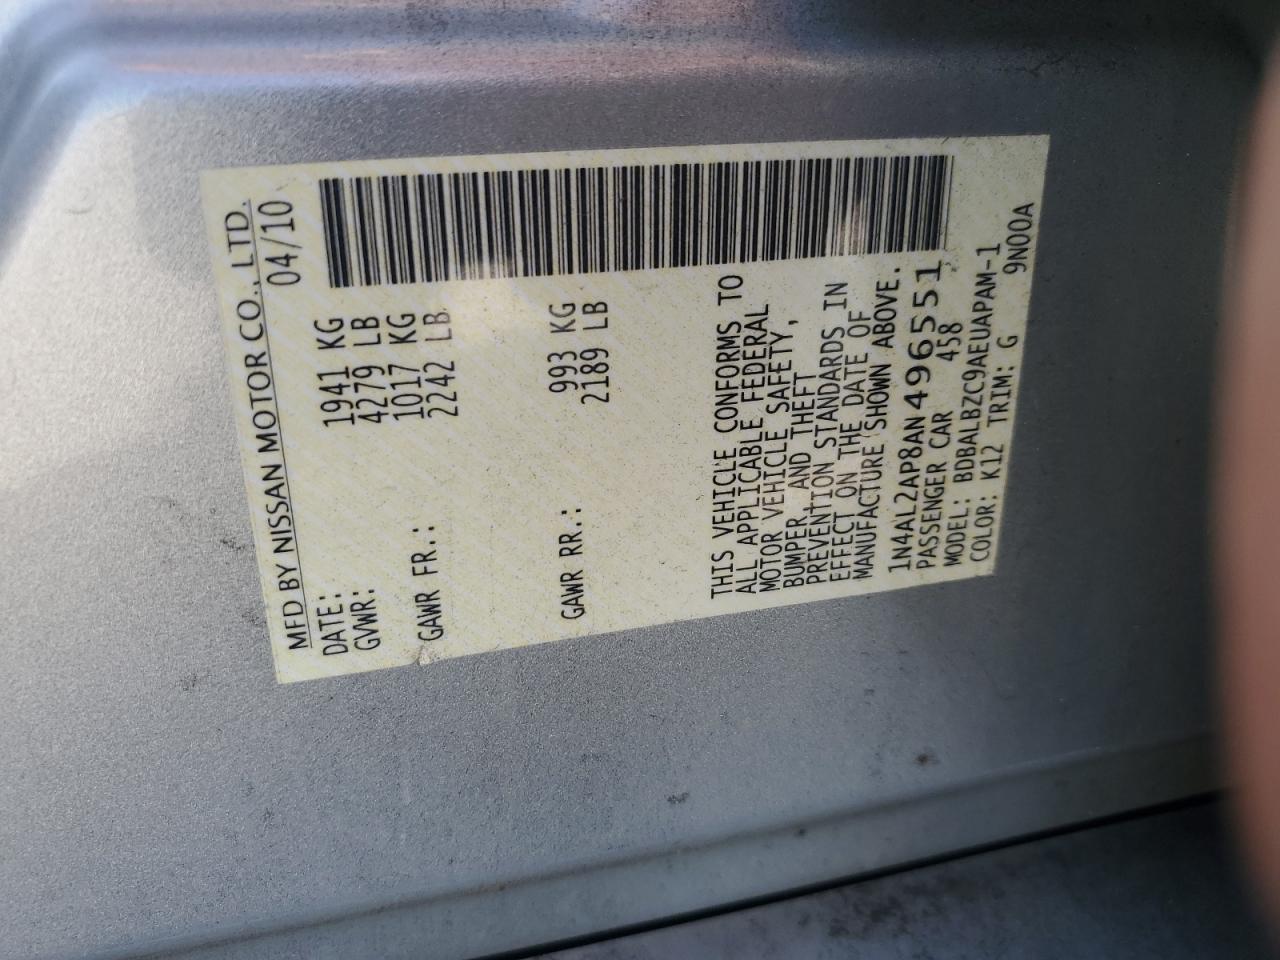 MFD BY NISSAN MOTOR CO., LTD.
DATE: 04/10
GVWR: 1941 KG
4279 LB
GAWR FR.: 1017 KG
2242 LB
GAWR RR.: 993 KG
2189 LB
THIS VEHICLE CONFORMS TO
ALL APPLICABLE FEDERAL
MOTOR VEHICLE SAFETY,
BUMPER, AND THEFT
PREVENTION STANDARDS IN
EFFECT ON THE DATE OF
MANUFACTURE SHOWN ABOVE.
1N4AL2AP8AN496551
PASSENGER CAR 458
MODEL: BDBALBZC9AEUAPAM-1
COLOR: K12 TRIM: G 9N00A